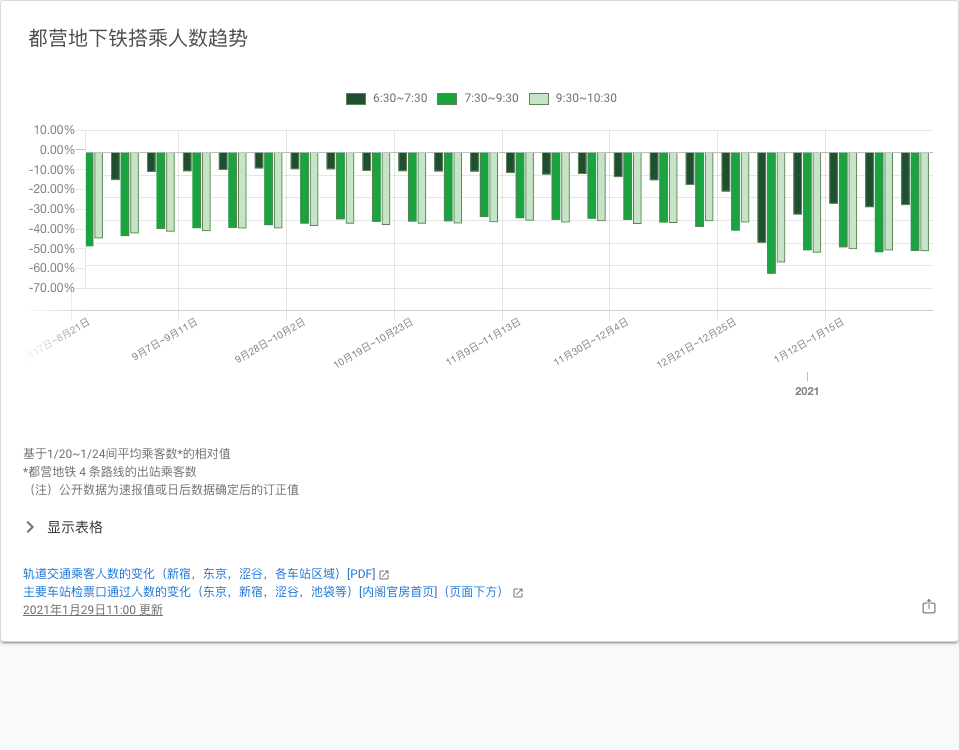 都营地下铁搭乘人数趋势
6:30~7:30 7:30~9:30 9:30~10:30
10.00%
0.00%
-10.00%
-20.00%
-30.00%
-40.00%
-50.00%
-60.00%
-70.00%
月17日~8月21日 9月7日~9月11日 9月28日~10月2日 10月19日~10月23日 11月9日~11月13日 11月30日~12月4日 12月21日~12月25日 1月12日~1月15日
2021
基于1/20~1/24间平均乘客数*的相对值
*都营地铁 4 条路线的出站乘客数
（注）公开数据为速报值或日后数据确定后的订正值
显示表格
轨道交通乘客人数的变化（新宿，东京，涩谷，各车站区域）[PDF]
主要车站检票口通过人数的变化（东京，新宿，涩谷，池袋等）[内阁官房首页]（页面下方）
2021年1月29日11:00 更新